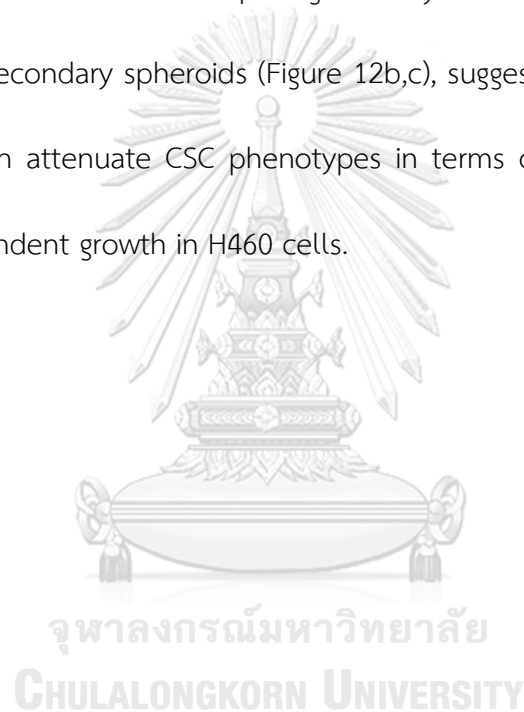 econdary spheroids (Figure 12b,c), sugges
n attenuate CSC phenotypes in terms
ndent growth in H460 cells.
จุฬาลงกรณ์มหาวิทยาลัย
CHULALONGKORN UNIVERSITY